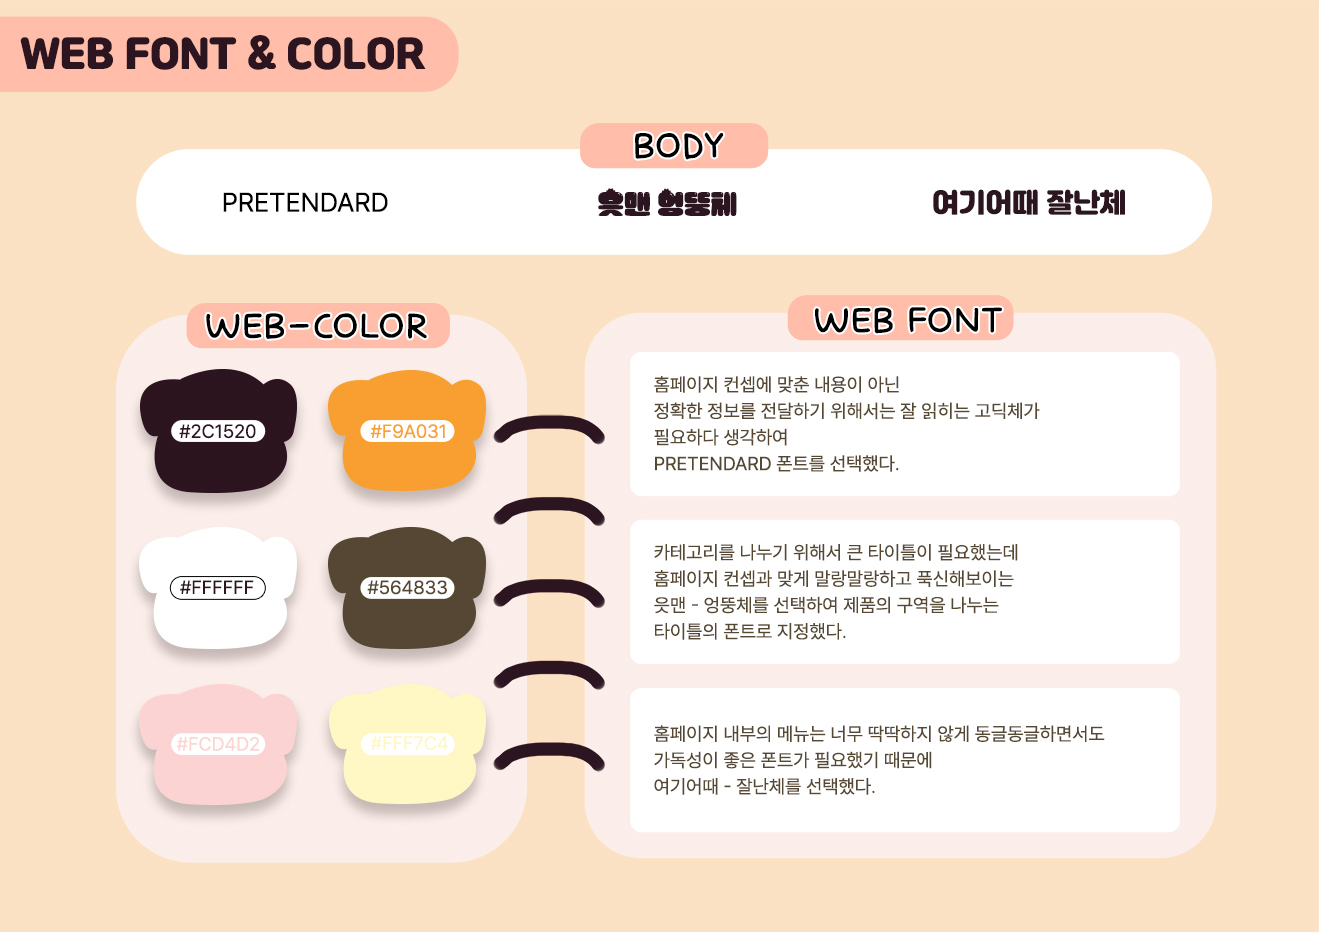 WEB FONT & COLOR
BODY
PRETENDARD
읏맨 엉뚱체
여기어때 잘난체
WEB-COLOR
#2C1520
#F9A031
#FFFFFF
#564833
#FCD4D2
#FFF7C4
WEB FONT
홈페이지 컨셉에 맞춘 내용이 아닌
정확한 정보를 전달하기 위해서는 잘 읽히는 고딕체가
필요하다 생각하여
PRETENDARD 폰트를 선택했다.
카테고리를 나누기 위해서 큰 타이틀이 필요했는데
홈페이지 컨셉과 맞게 말랑말랑하고 푹신해보이는
읏맨 - 엉뚱체를 선택하여 제품의 구역을 나누는
타이틀의 폰트로 지정했다.
홈페이지 내부의 메뉴는 너무 딱딱하지 않게 동글동글하면서도
가독성이 좋은 폰트가 필요했기 때문에
여기어때 - 잘난체를 선택했다.